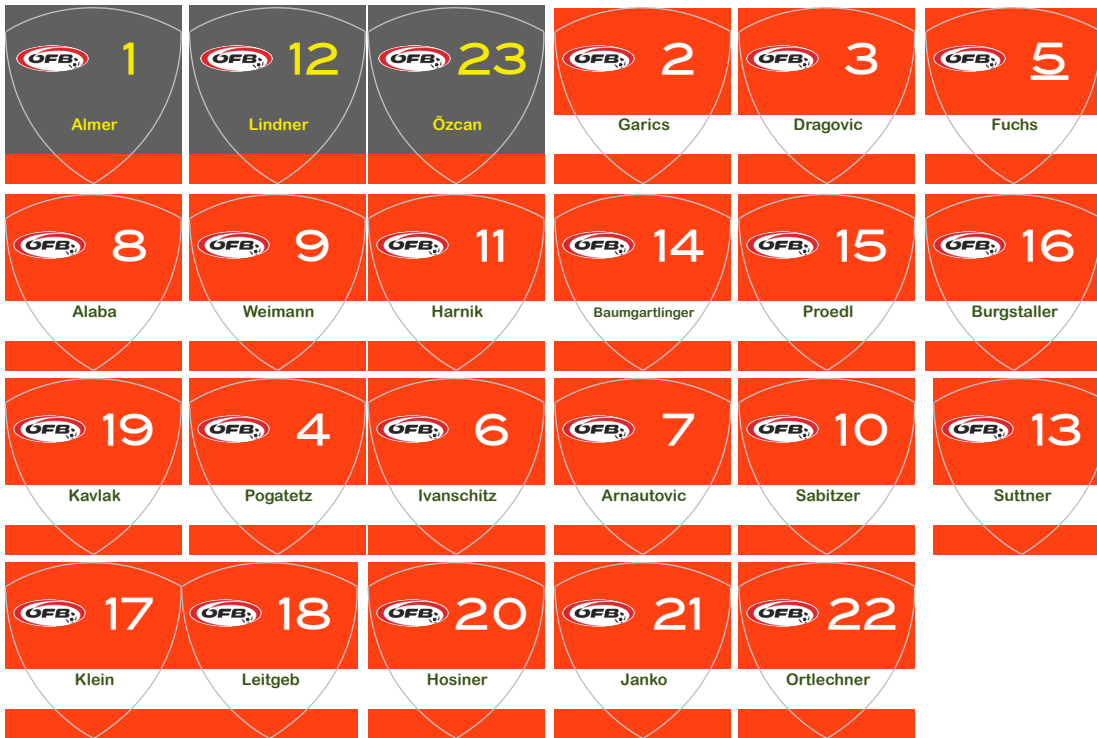 ÖFB 1
Almer
ÖFB 12
Lindner
ÖFB 23
Õzcan
ÖFB 2
Garics
ÖFB 3
Dragovic
ÖFB 5
Fuchs
ÖFB 8
Alaba
ÖFB 9
Weimann
ÖFB 11
Harnik
ÖFB 14
Baumgartlinger
ÖFB 15
Proedl
ÖFB 16
Burgstaller
ÖFB 19
Kavlak
ÖFB 4
Pogatetz
ÖFB 6
Ivanschitz
ÖFB 7
Arnautovic
ÖFB 10
Sabitzer
ÖFB 13
Suttner
ÖFB 17
Klein
ÖFB 18
Leitgeb
ÖFB 20
Hosiner
ÖFB 21
Janko
ÖFB 22
Ortlechner